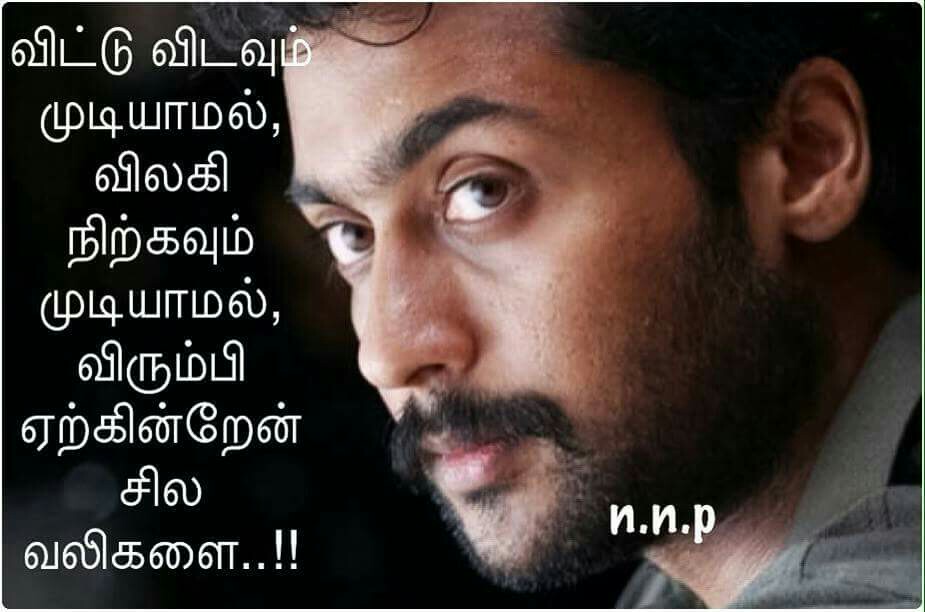 விட்டு விடவும்
முடியாமல்,
விலகி
நிற்கவும்
முடியாமல்,
விரும்பி
ஏற்கின்றேன்
சில
வலிகளை..!!
n.n.p